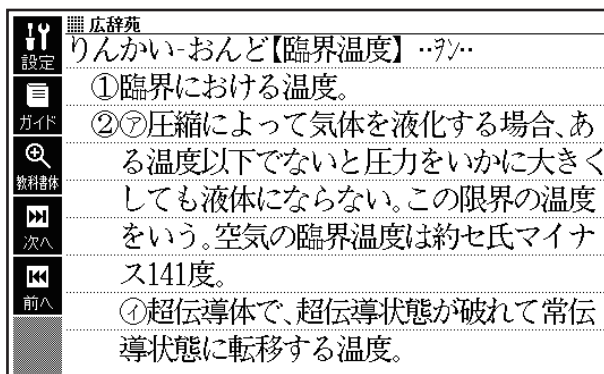 広辞苑
りんかい‐おんど【臨界温度】‥ヲン‥
①臨界における温度。
②㋐圧縮によって気体を液化する場合、あ
る温度以下でないと圧力をいかに大きく
しても液体にならない。この限界の温度
をいう。空気の臨界温度は約セ氏マイナ
ス141度。
㋑超伝導体で、超伝導状態が破れて常伝
導状態に転移する温度。
設定
ガイド
教科書体
次へ
前へ